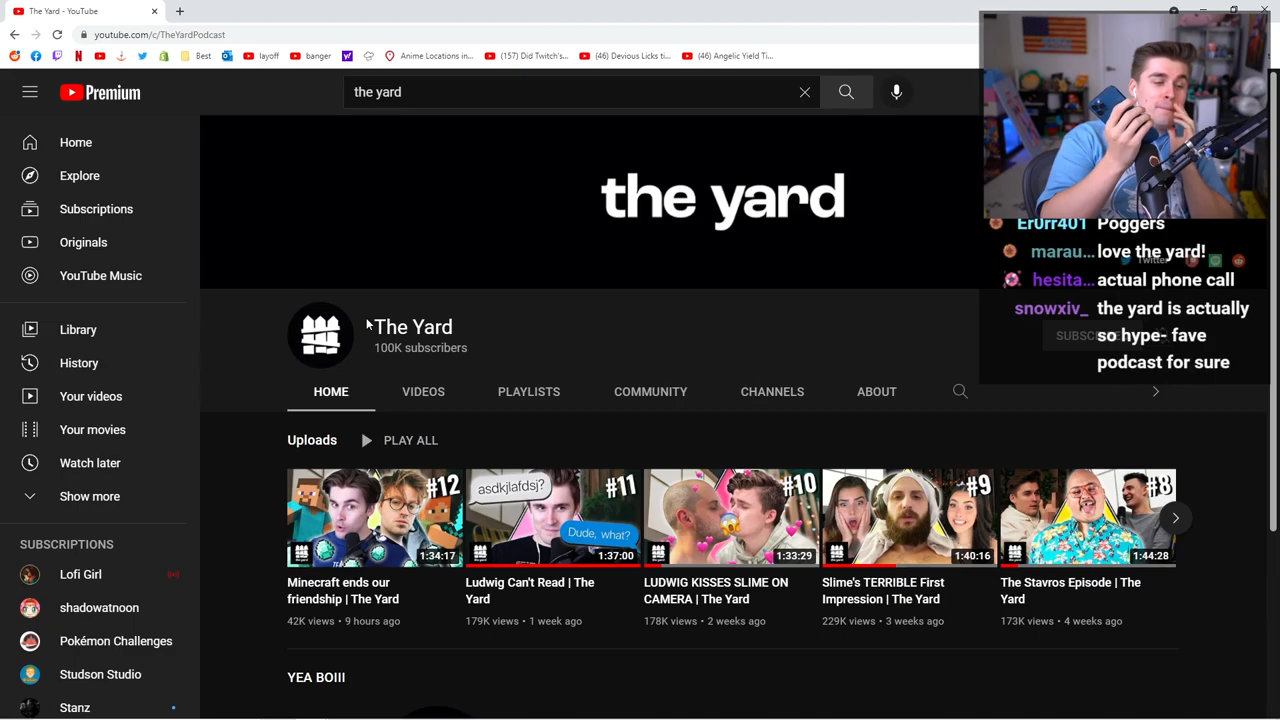 The Yard - YouTube
youtube.com/c/TheYardPodcast
Best
layoff
banger
Anime Locations in...
(157) Did Twitch's...
(46) Devious Licks ti...
(46) Angelic Yield Ti...
Premium
the yard
Home
Explore
Subscriptions
Originals
YouTube Music
Library
History
Your videos
Your movies
Watch later
Show more
SUBSCRIPTIONS
Lofi Girl
shadowatnoon
Pokémon Challenges
Studson Studio
Stanz
the yard
Twitter
The Yard
100K subscribers
HOME
VIDEOS
PLAYLISTS
COMMUNITY
CHANNELS
ABOUT
Er0rr401 Poggers
marau... love the yard!
hesita... actual phone call
snowxiv_ the yard is actually
so hype- fave
podcast for sure
Uploads
PLAY ALL
#12
1:34:17
Minecraft ends our
friendship | The Yard
42K views • 9 hours ago
asdkjlafdsj?
#11
Dude, what?
1:37:00
Ludwig Can't Read | The
Yard
179K views • 1 week ago
#10
1:33:29
LUDWIG KISSES SLIME ON
CAMERA | The Yard
178K views • 2 weeks ago
#9
1:40:16
Slime's TERRIBLE First
Impression | The Yard
229K views • 3 weeks ago
#8
1:44:28
The Stavros Episode | The
Yard
173K views • 4 weeks ago
YEA BOIII